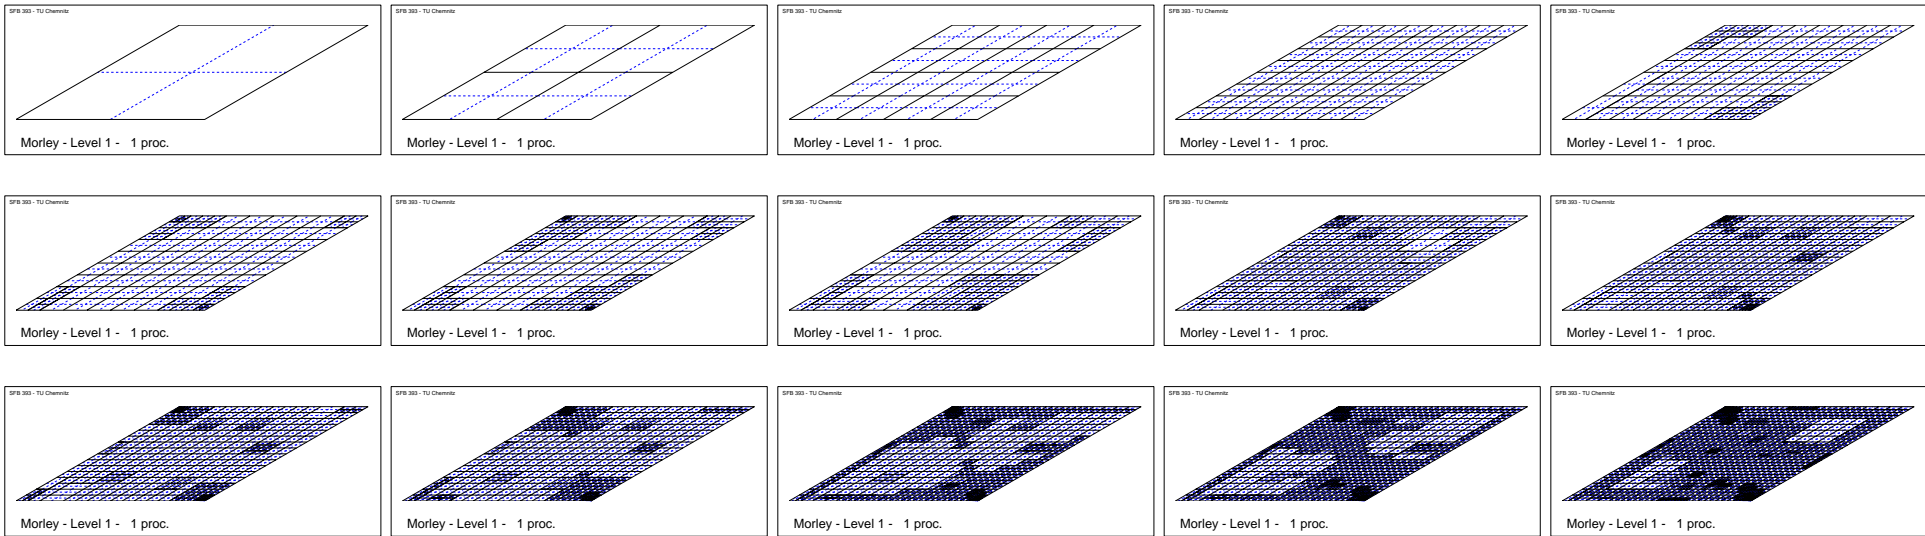 SFB 393 - TU Chemnitz
SFB 393 - TU Chemnitz
SFB 393 - TU Chemnitz
SFB 393 - TU Chemnitz
SFB 393 - TU Chemnitz
Morley - Level 1 - 1 proc.
Morley - Level 1 - 1 proc.
Morley - Level 1 - 1 proc.
Morley - Level 1 - 1 proc.
Morley - Level 1 - 1 proc.
SFB 393 - TU Chemnitz
SFB 393 - TU Chemnitz
SFB 393 - TU Chemnitz
SFB 393 - TU Chemnitz
SFB 393 - TU Chemnitz
Morley - Level 1 - 1 proc.
Morley - Level 1 - 1 proc.
Morley - Level 1 - 1 proc.
Morley - Level 1 - 1 proc.
Morley - Level 1 - 1 proc.
SFB 393 - TU Chemnitz
SFB 393 - TU Chemnitz
SFB 393 - TU Chemnitz
SFB 393 - TU Chemnitz
SFB 393 - TU Chemnitz
Morley - Level 1 - 1 proc.
Morley - Level 1 - 1 proc.
Morley - Level 1 - 1 proc.
Morley - Level 1 - 1 proc.
Morley - Level 1 - 1 proc.